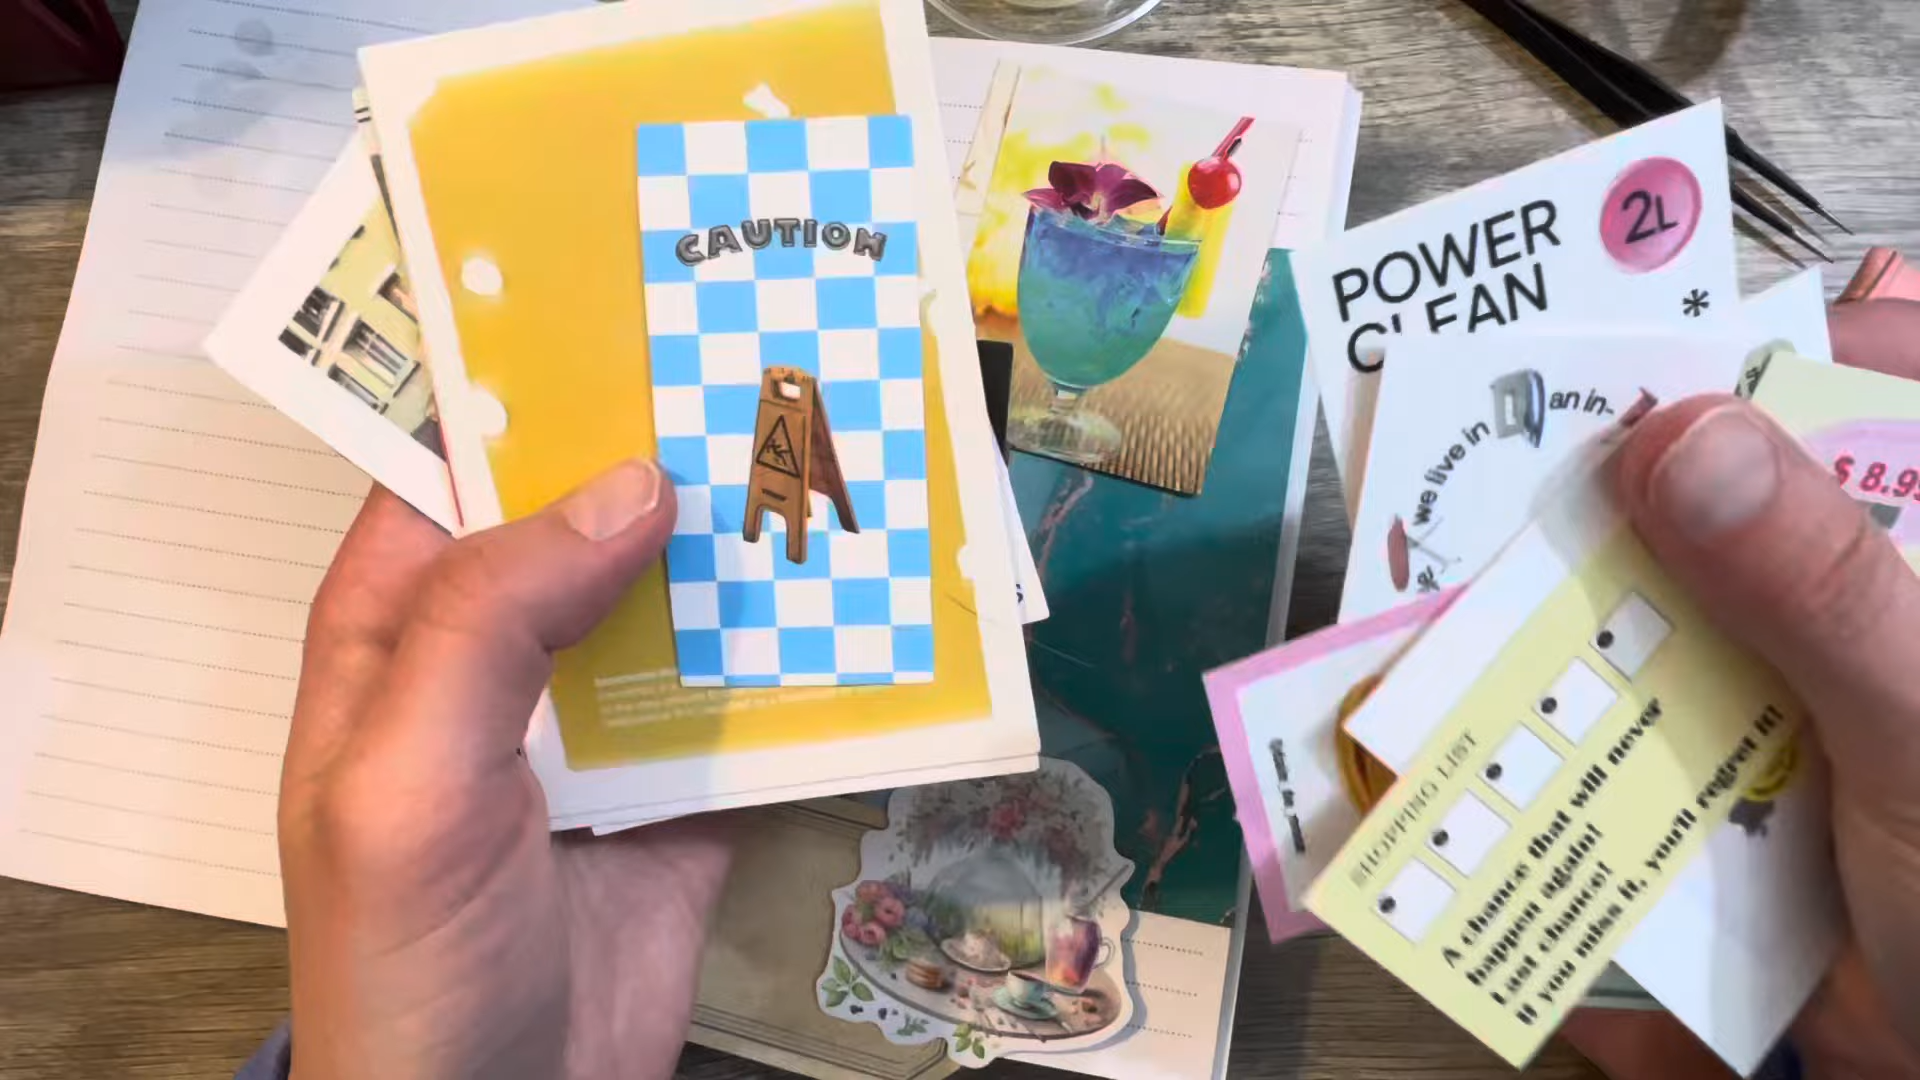 CAUTION
POWER
CLEAN
2L
*
we live in
an in-
$ 8.9
SHOPPING LIST
A chance that will never
happen again!
Last chance!
If you miss it, you'll regret it!